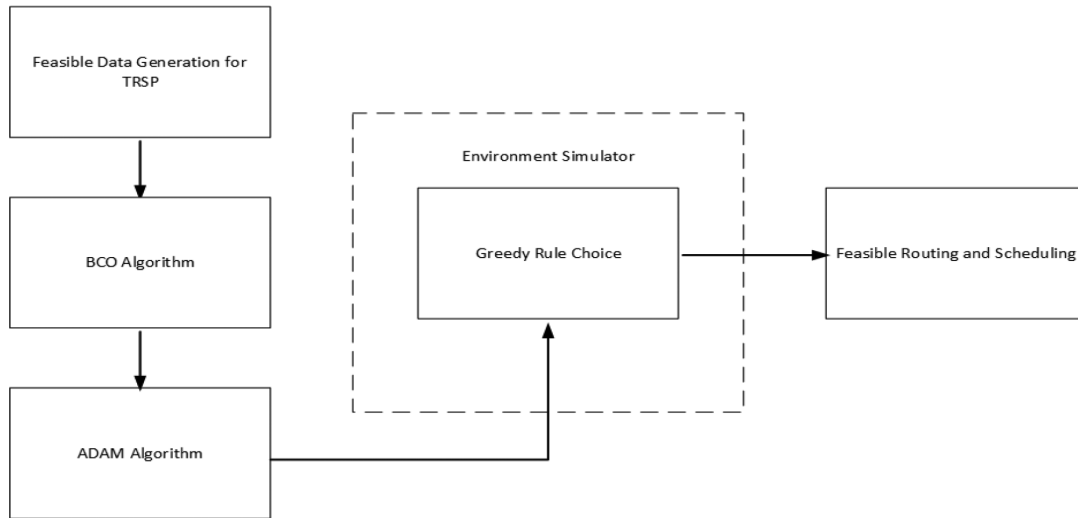 Feasible Data Generation for
TRSP
BCO Algorithm
ADAM Algorithm
Environment Simulator
Greedy Rule Choice
Feasible Routing and Scheduling